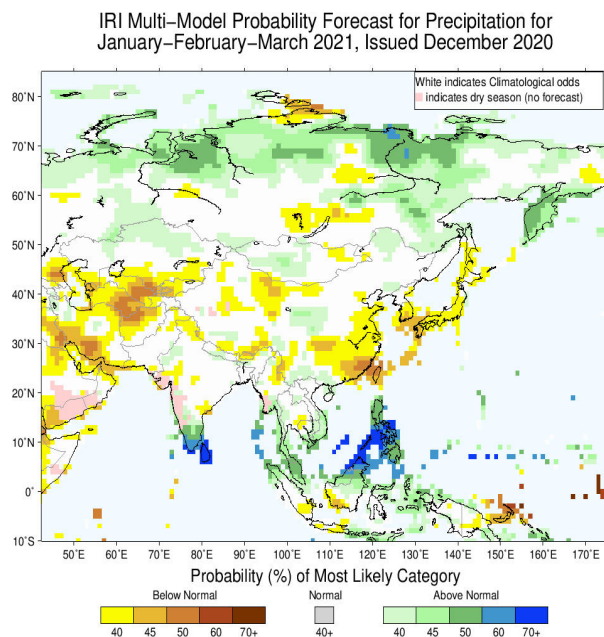 IRI Multi-Model Probability Forecast for Precipitation for
January-February-March 2021, Issued December 2020
White indicates Climatological odds
indicates dry season (no forecast)
80°N
70°N
60°N
50°N
40°N
30°N
20°N
10°N
0°
10°S
50°E 60°E 70°E 80°E 90°E 100°E 110°E 120°E 130°E 140°E 150°E 160°E 170°E
Probability (%) of Most Likely Category
Below Normal Normal Above Normal
40 45 50 60 70+ 40+ 40 45 50 60 70+